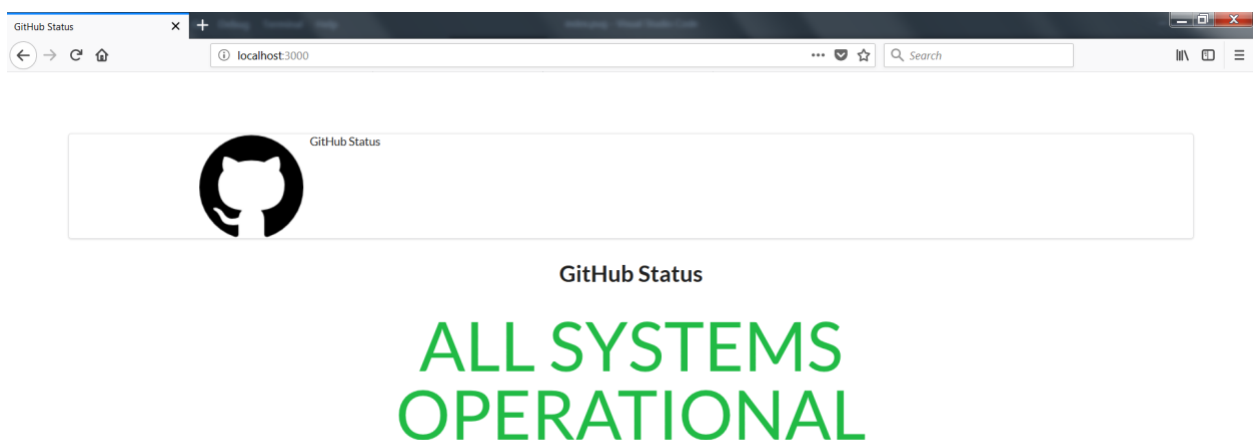 GitHub Status
localhost:3000
Search
GitHub Status
GitHub Status
ALL SYSTEMS
OPERATIONAL